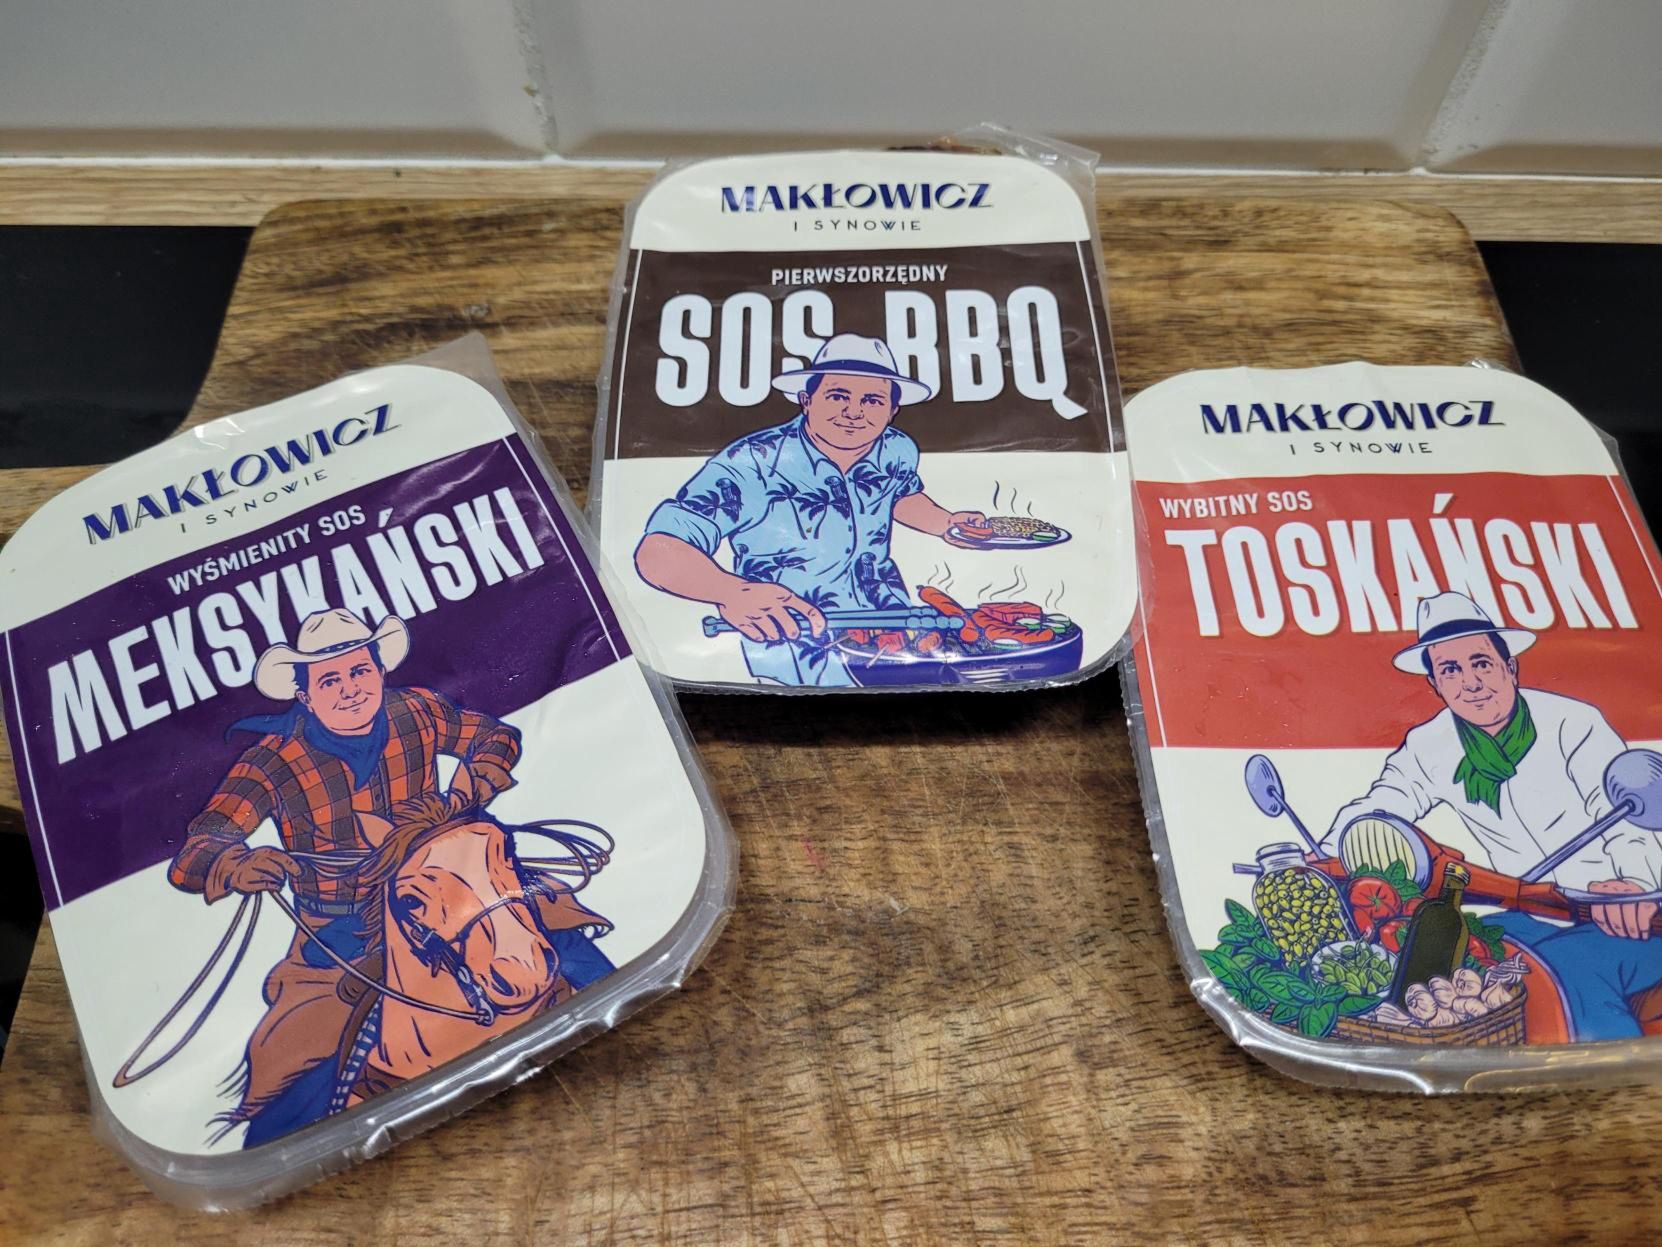 MAKŁOWICZ
I SYNOWIE
WYŚMIENITY SOS
MEKSYKAŃSKI
MAKŁOWICZ
I SYNOWIE
PIERWSZORZĘDNY
SOS BBQ
MAKŁOWICZ
I SYNOWIE
WYBITNY SOS
TOSKAŃSKI